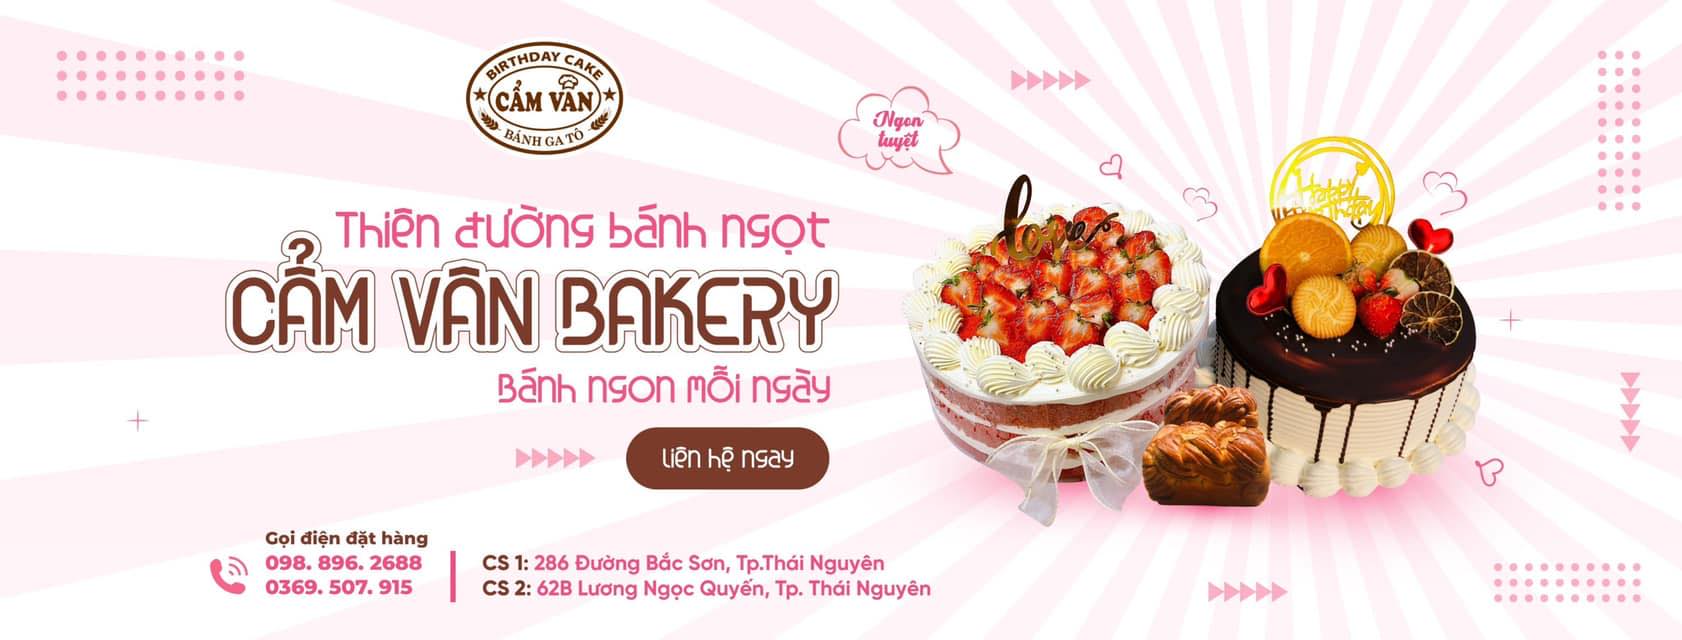 BIRTHDAY CAKE
CẨM VÂN
BÁNH GA TÔ
Thiên đường bánh ngọt
CẨM VÂN BAKERY
Bánh ngon mỗi ngày
Liên hệ ngay
Gọi điện đặt hàng
098. 896. 2688
0369. 507. 915
CS 1: 286 Đường Bắc Sơn, Tp.Thái Nguyên
CS 2: 62B Lương Ngọc Quyến, Tp. Thái Nguyên
Ngon
tuyệt
love
Happy
Birthday